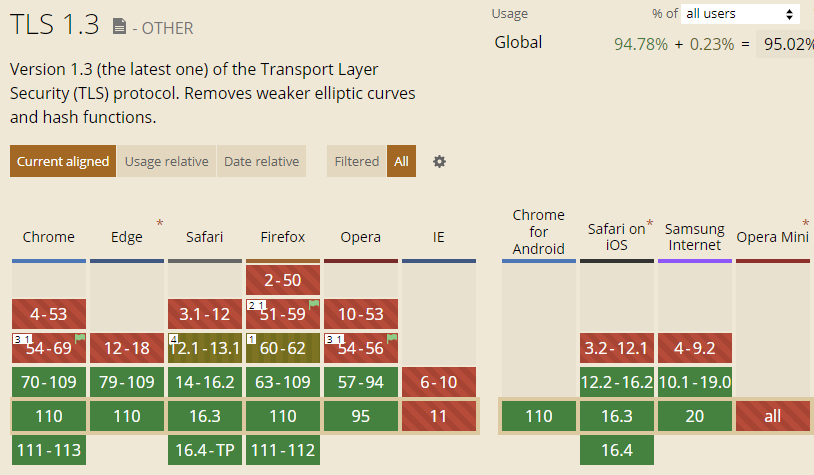 TLS 1.3 - OTHER
Usage % of all users
Global 94.78% + 0.23% = 95.02%
Version 1.3 (the latest one) of the Transport Layer
Security (TLS) protocol. Removes weaker elliptic curves
and hash functions.
Current aligned Usage relative Date relative Filtered All
Chrome Edge * Safari Firefox Opera IE Chrome for Android Safari on iOS * Samsung Internet Opera Mini *
2-50
4-53 3.1-12 2 1 51-59 10-53
3 1 54-69 12-18 4 12.1-13.1 1 60-62 3 1 54-56 3.2-12.1 4-9.2
70-109 79-109 14-16.2 63-109 57-94 6-10 12.2-16.2 10.1-19.0
110 110 16.3 110 95 11 110 16.3 20 all
111-113 16.4-TP 111-112 16.4